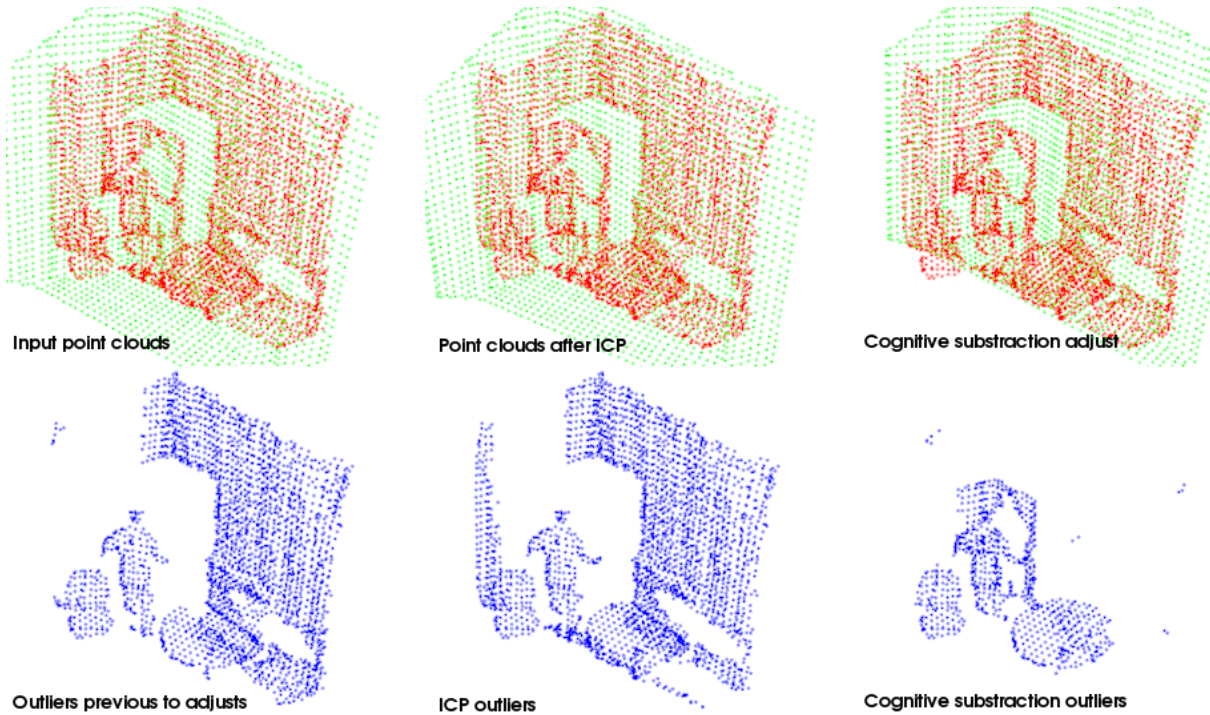 Input point clouds
Point clouds after ICP
Cognitive substraction adjust
Outliers previous to adjusts
ICP outliers
Cognitive substraction outliers